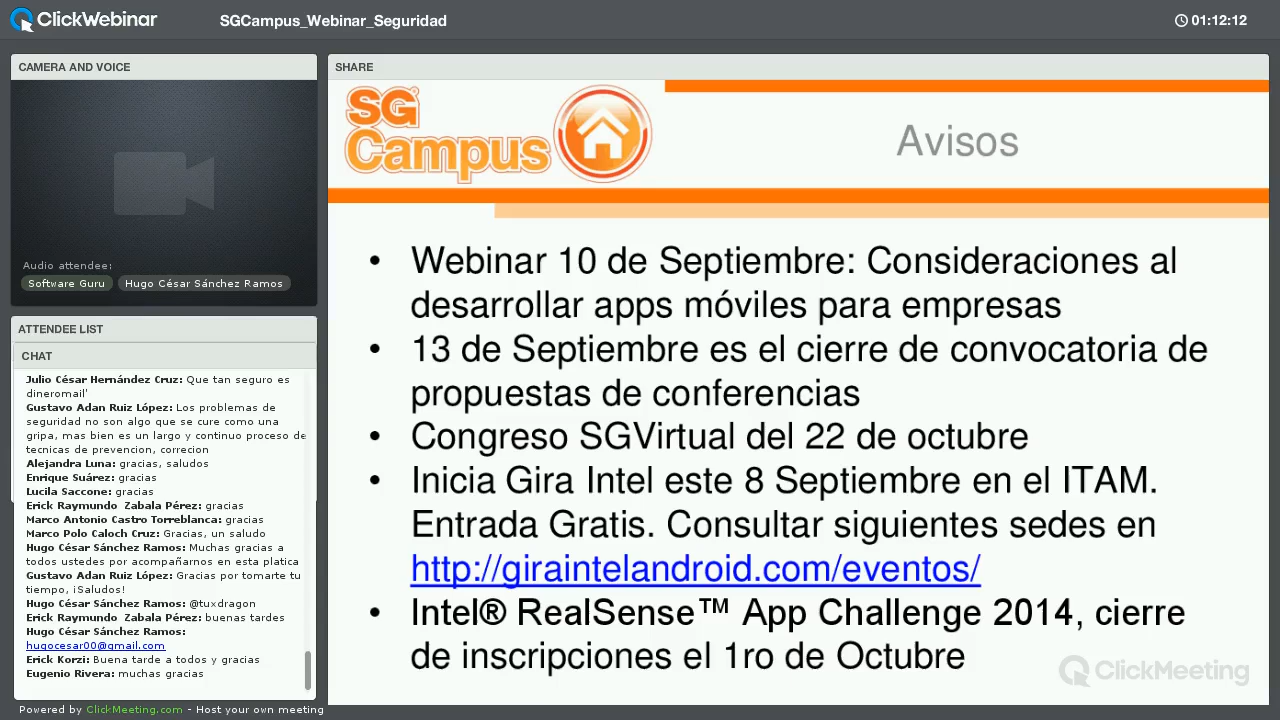 ClickWebinar
SGCampus_Webinar_Seguridad
01:12:12
CAMERA AND VOICE
Audio attendee:
Software Guru
Hugo César Sánchez Ramos
ATTENDEE LIST
CHAT
Julio César Hernández Cruz: Que tan seguro es
dineromail'
Gustavo Adan Ruiz López: Los problemas de
seguridad no son algo que se cure como una
gripa, mas bien es un largo y continuo proceso de
tecnicas de prevencion, correcion
Alejandra Luna: gracias, saludos
Enrique Suárez: gracias
Lucila Saccone: gracias
Erick Raymundo Zabala Pérez: gracias
Marco Antonio Castro Torreblanca: gracias
Marco Polo Caloch Cruz: Gracias, un saludo
Hugo César Sánchez Ramos: Muchas gracias a
todos ustedes por acompañarnos en esta platica
Gustavo Adan Ruiz López: Gracias por tomarte tu
tiempo, ¡Saludos!
Hugo César Sánchez Ramos: @tuxdragon
Erick Raymundo Zabala Pérez: buenas tardes
Hugo César Sánchez Ramos:
hugocesar00@gmail.com
Erick Korzi: Buena tarde a todos y gracias
Eugenio Rivera: muchas gracias
Powered by ClickMeeting.com - Host your own meeting
SHARE
SG
Campus
Avisos
• Webinar 10 de Septiembre: Consideraciones al
desarrollar apps móviles para empresas
• 13 de Septiembre es el cierre de convocatoria de
propuestas de conferencias
• Congreso SGVirtual del 22 de octubre
• Inicia Gira Intel este 8 Septiembre en el ITAM.
Entrada Gratis. Consultar siguientes sedes en
http://giraintelandroid.com/eventos/
• Intel® RealSense™ App Challenge 2014, cierre
de inscripciones el 1ro de Octubre
ClickMeeting